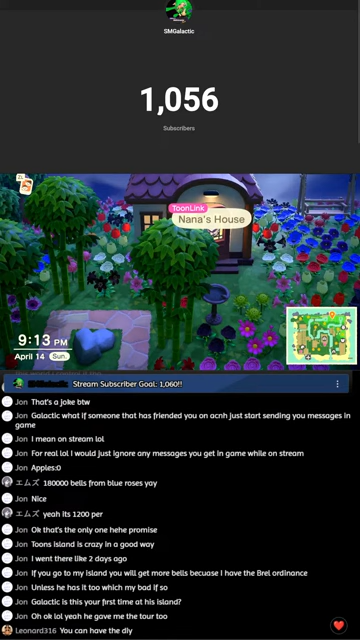 SMGalactic
1,056
Subscribers
ZL
ToonLink
Nana's House
9:13 PM
April 14 Sun.
SMGalactic Stream Subscriber Goal: 1,060!!
Jon That's a joke btw
Jon Galactic what if someone that has friended you on acnh just start sending you messages in
game
Jon I mean on stream lol
Jon For real lol I would just ignore any messages you get in game while on stream
Jon Apples:0
エムズ 180000 bells from blue roses yay
Jon Nice
エムズ yeah its 1200 per
Jon Ok that's the only one hehe promise
Jon Toons island is crazy in a good way
Jon I went there like 2 days ago
Jon If you go to my island you will get more bells becuase I have the Brel ordinance
Jon Unless he has it too which my bad if so
Jon Galactic is this your first time at his island?
Jon Oh ok lol yeah he gave me the tour too
Leonard316 You can have the diy